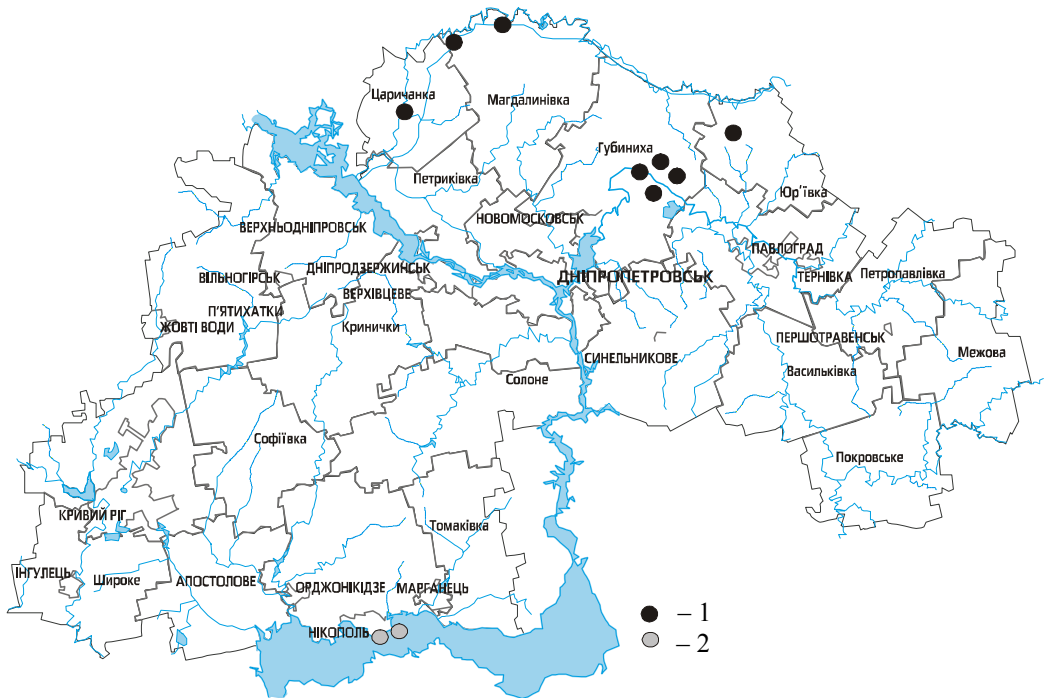 Царичанка
Магдалинівка
Губиниха
Петриківка
Юр'ївка
НОВОМОСКОВСЬК
ВЕРХНЬОДНІПРОВСЬК
ПАВЛОГРАД
ДНІПРОДЗЕРЖИНСЬК
ДНІПРОПЕТРОВСЬК
ТЕРНІВКА
Петропавлівка
ВІЛЬНОГІРСЬК
ВЕРХІВЦЕВЕ
П'ЯТИХАТКИ
ЖОВТІ ВОДИ
Кринички
ПЕРШОТРАВЕНСЬК
Межова
СИНЕЛЬНИКОВЕ
Васильківка
Солоне
Софіївка
Покровське
КРИВИЙ РІГ
Томаківка
ІНГУЛЕЦЬ
Широке
АПОСТОЛОВЕ
ОРДЖОНІКІДЗЕ
МАРГАНЕЦЬ
НІКОПОЛЬ
– 1
– 2